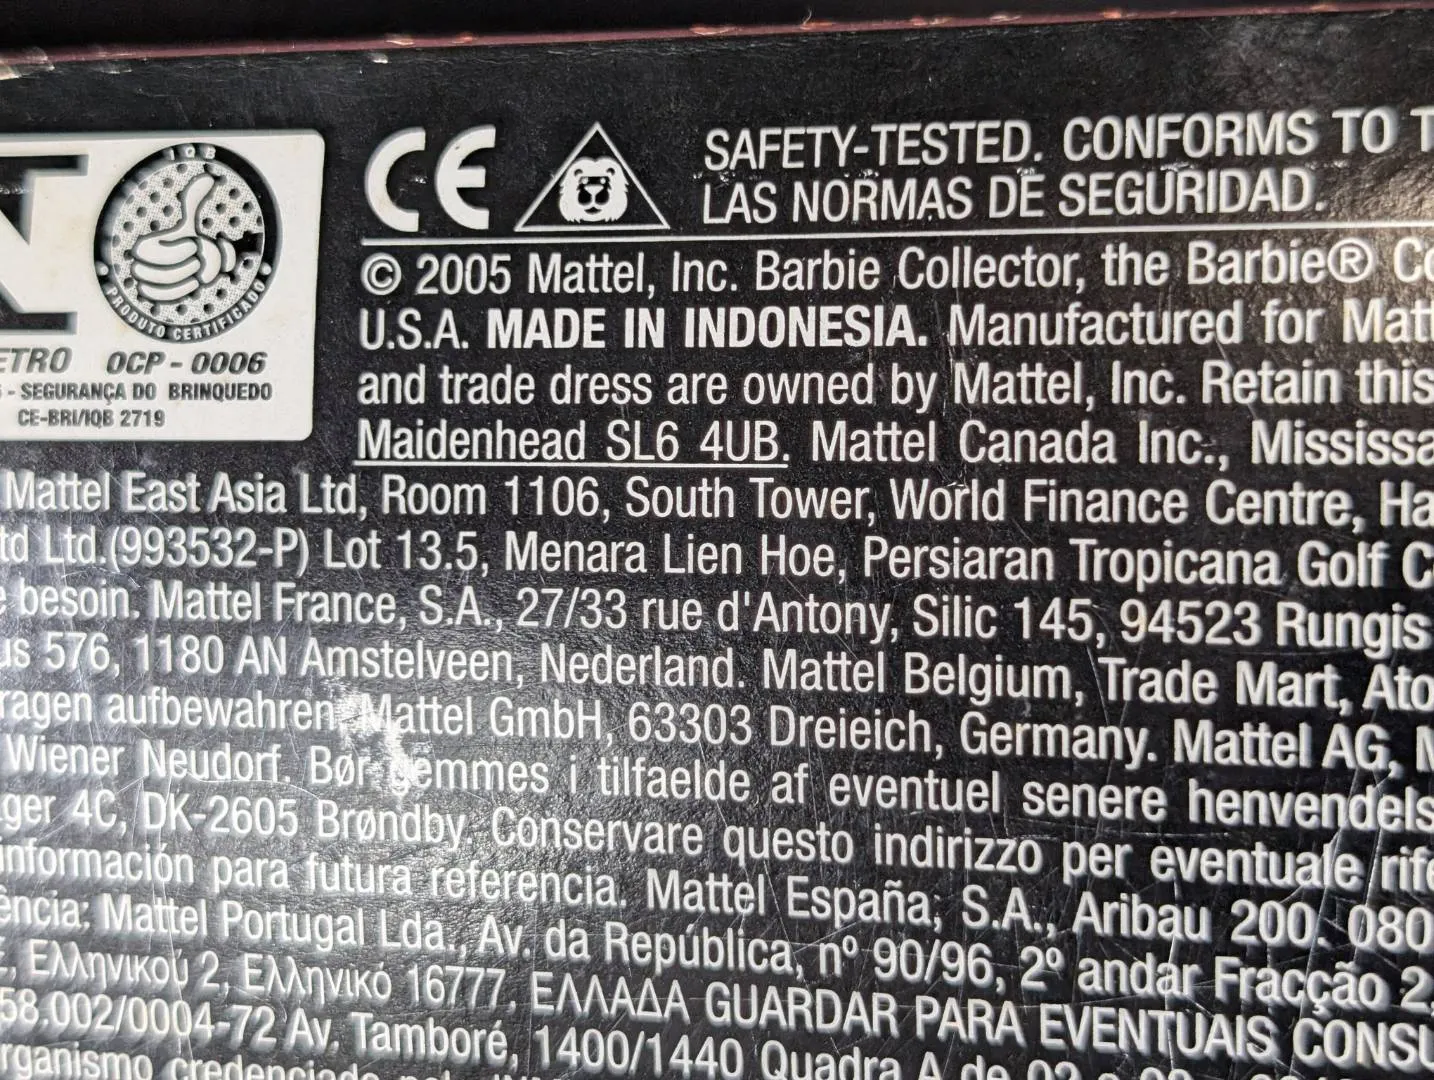 IQB
PRODUTO CERTIFICADO
ETRO OCP - 0006
- SEGURANÇA DO BRINQUEDO
CE-BRI/IQB 2719
CE
SAFETY-TESTED. CONFORMS TO T
LAS NORMAS DE SEGURIDAD.
© 2005 Mattel, Inc. Barbie Collector, the Barbie® Co
U.S.A. MADE IN INDONESIA. Manufactured for Matt
and trade dress are owned by Mattel, Inc. Retain this
Maidenhead SL6 4UB. Mattel Canada Inc., Mississa
Mattel East Asia Ltd, Room 1106, South Tower, World Finance Centre, Ha
td Ltd.(993532-P) Lot 13.5, Menara Lien Hoe, Persiaran Tropicana Golf C
e besoin. Mattel France, S.A., 27/33 rue d'Antony, Silic 145, 94523 Rungis
us 576, 1180 AN Amstelveen, Nederland. Mattel Belgium, Trade Mart, Ato
ragen aufbewahren. Mattel GmbH, 63303 Dreieich, Germany. Mattel AG, M
Wiener Neudorf. Bør gemmes i tilfaelde af eventuel senere henvendels
ger 4C, DK-2605 Brøndby. Conservare questo indirizzo per eventuale rife
información para futura referencia. Mattel España, S.A., Aribau 200. 080
ência: Mattel Portugal Lda., Av. da República, nº 90/96, 2º andar Fracção 2,
Ελληνικού 2, Ελληνικό 16777, ΕΛΛΑΔΑ GUARDAR PARA EVENTUAIS CONSU
58.002/0004-72 Av. Tamboré, 1400/1440 Quadra A de 02 a 03
rganismo credenciado pelo